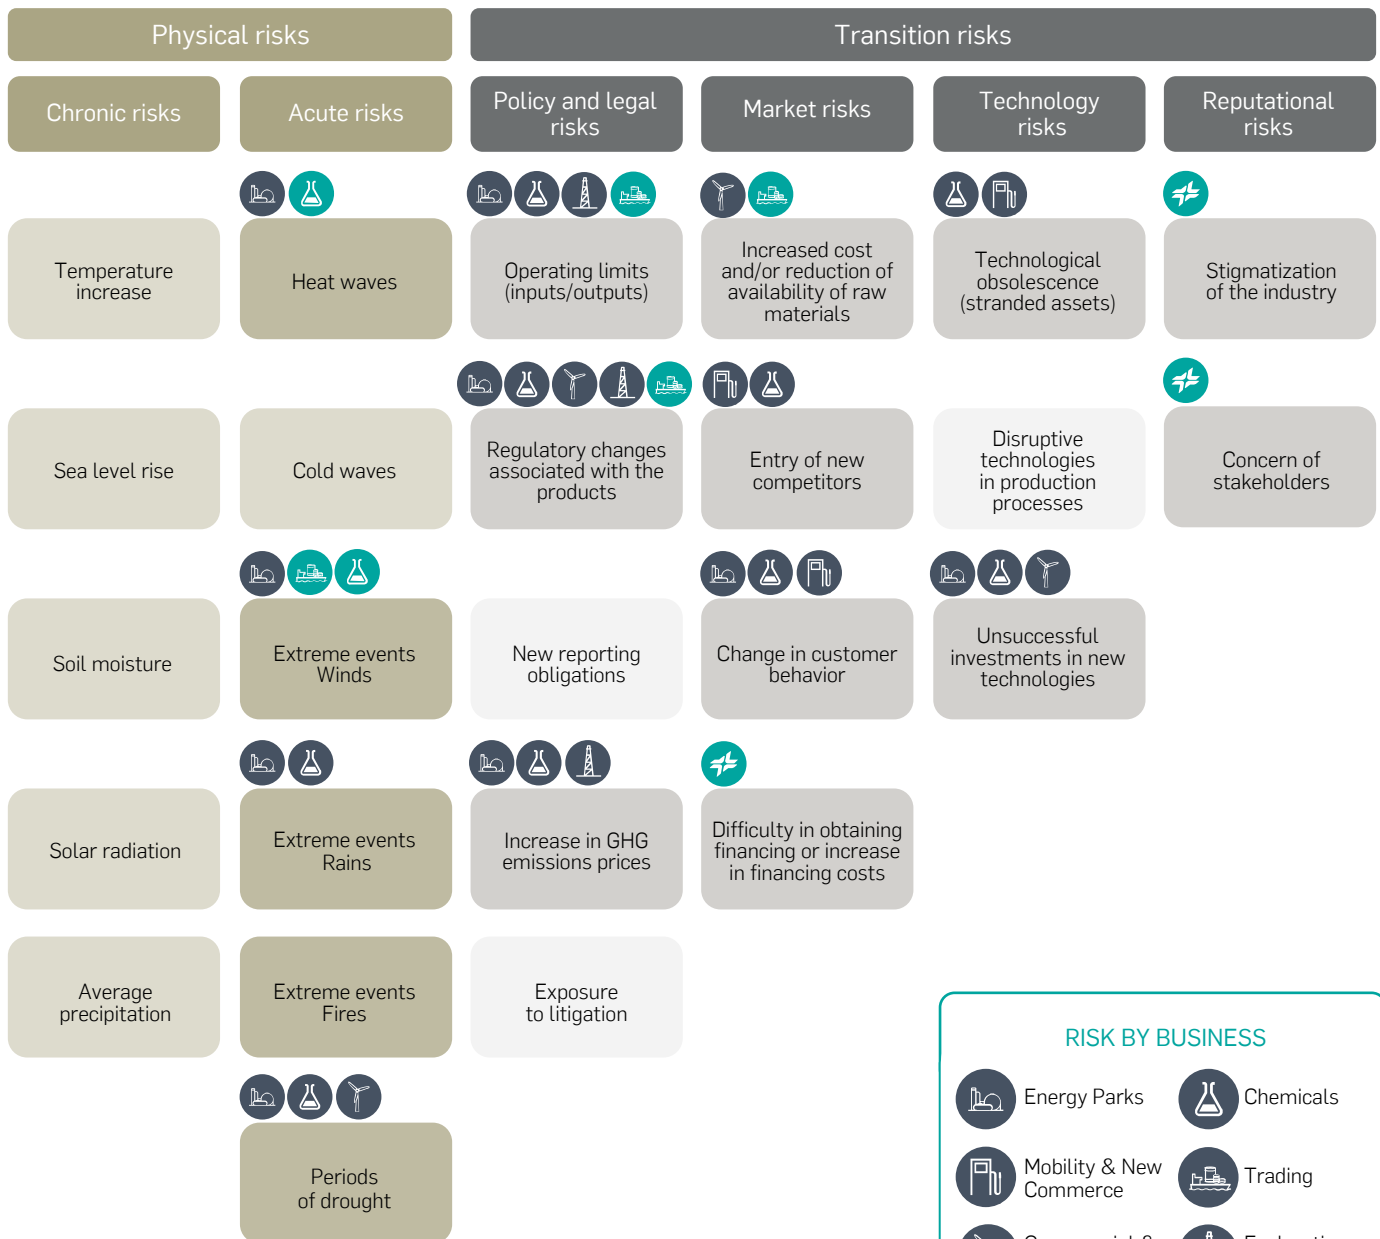 Physical risks
Transition risks
Chronic risks
Acute risks
Policy and legal
risks
Market risks
Technology
risks
Reputational
risks
Temperature
increase
Heat waves
Operating limits
(inputs/outputs)
Increased cost
and/or reduction of
availability of raw
materials
Technological
obsolescence
(stranded assets)
Stigmatization
of the industry
Sea level rise
Cold waves
Regulatory changes
associated with the
products
Entry of new
competitors
Disruptive
technologies
in production
processes
Concern of
stakeholders
Soil moisture
Extreme events
Winds
New reporting
obligations
Change in customer
behavior
Unsuccessful
investments in new
technologies
Solar radiation
Extreme events
Rains
Increase in GHG
emissions prices
Difficulty in obtaining
financing or increase
in financing costs
Average
precipitation
Extreme events
Fires
Exposure
to litigation
Periods
of drought
RISK BY BUSINESS
Energy Parks
Chemicals
Mobility & New
Commerce
Trading